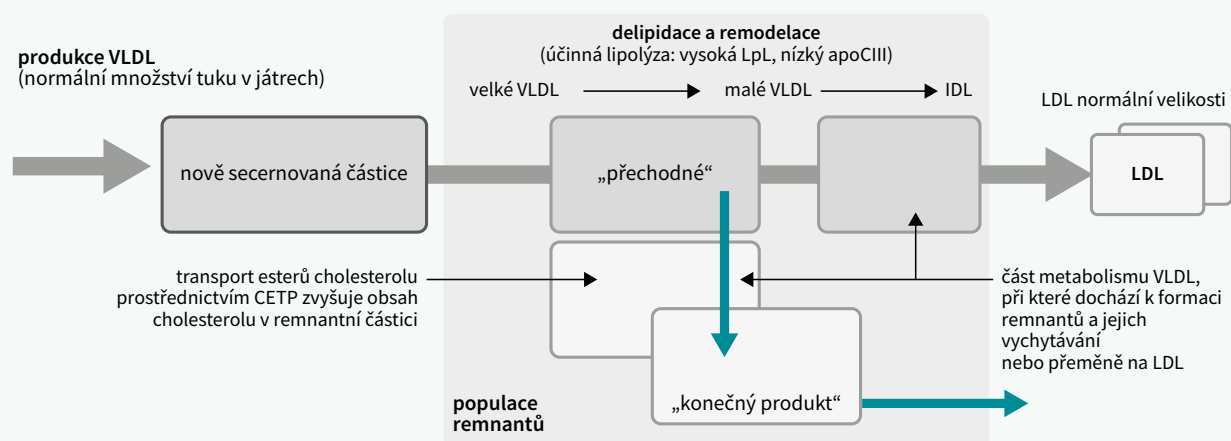 produkce VLDL
(normální množství tuku v játrech)
delipidace a remodelace
(účinná lipolýza: vysoká LpL, nízký apoCIII)
velké VLDL
malé VLDL
IDL
LDL normální velikosti
nově secernovaná částice
„přechodné“
LDL
transport esterů cholesterolu
prostřednictvím CETP zvyšuje obsah
cholesterolu v remnantní částici
část metabolismu VLDL,
při které dochází k formaci
remnantů a jejich
vychytávání
nebo přeměně na LDL
„konečný produkt“
populace
remnantů